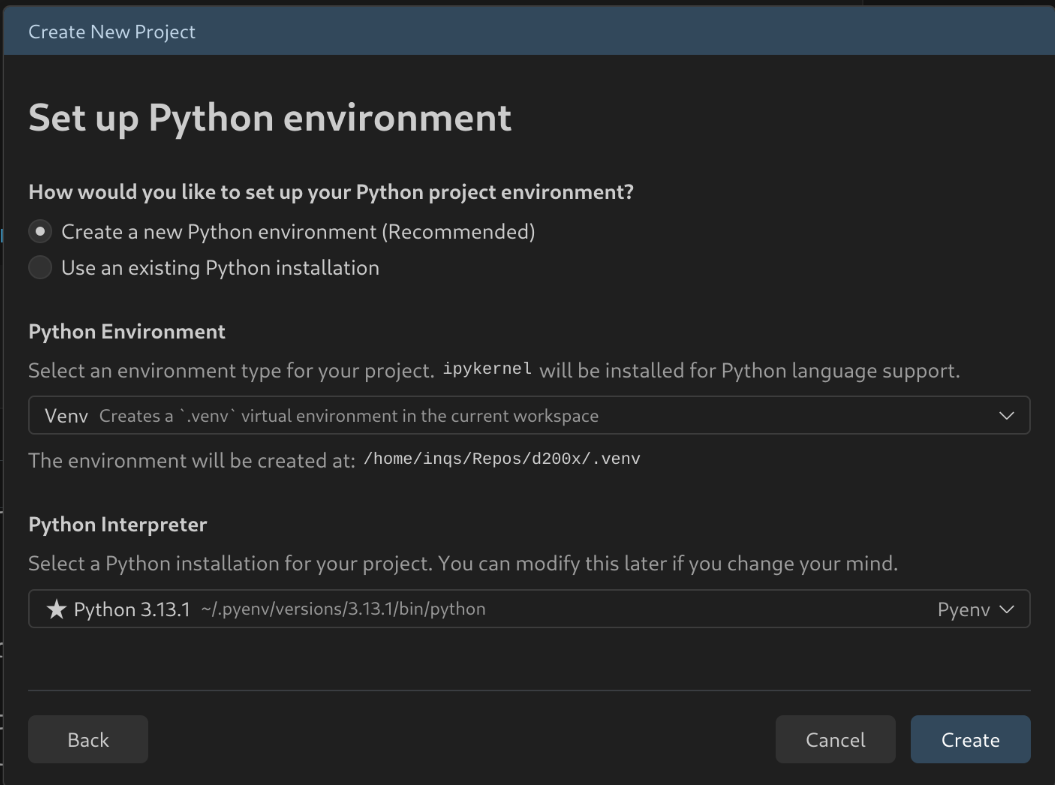 Create New Project
Set up Python environment
How would you like to set up your Python project environment?
Create a new Python environment (Recommended)
Use an existing Python installation
Python Environment
Select an environment type for your project. ipykernel will be installed for Python language support.
Venv Creates a `.venv` virtual environment in the current workspace
The environment will be created at: /home/inqs/Repos/d200x/.venv
Python Interpreter
Select a Python installation for your project. You can modify this later if you change your mind.
★ Python 3.13.1 ~/.pyenv/versions/3.13.1/bin/python Pyenv
Back Cancel Create